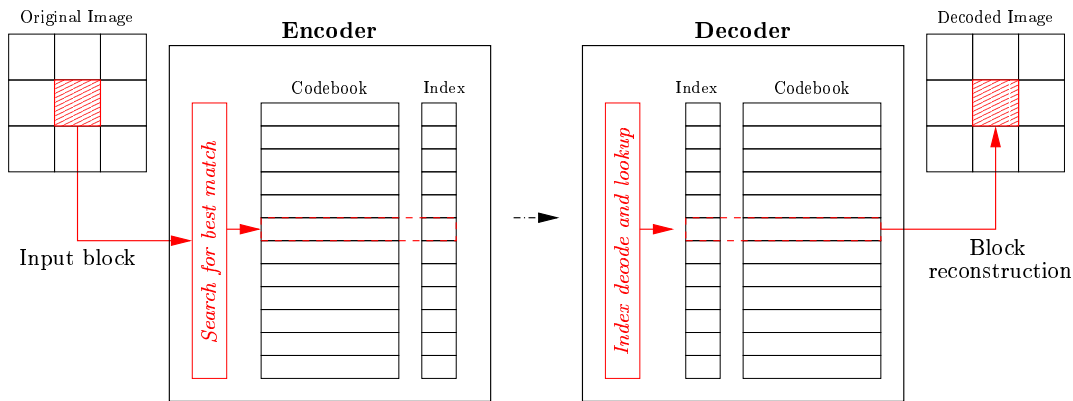 Original Image
Encoder
Decoder
Decoded Image
Codebook
Index
Index
Codebook
Search for best match
Index decode and lookup
Input block
Block
reconstruction